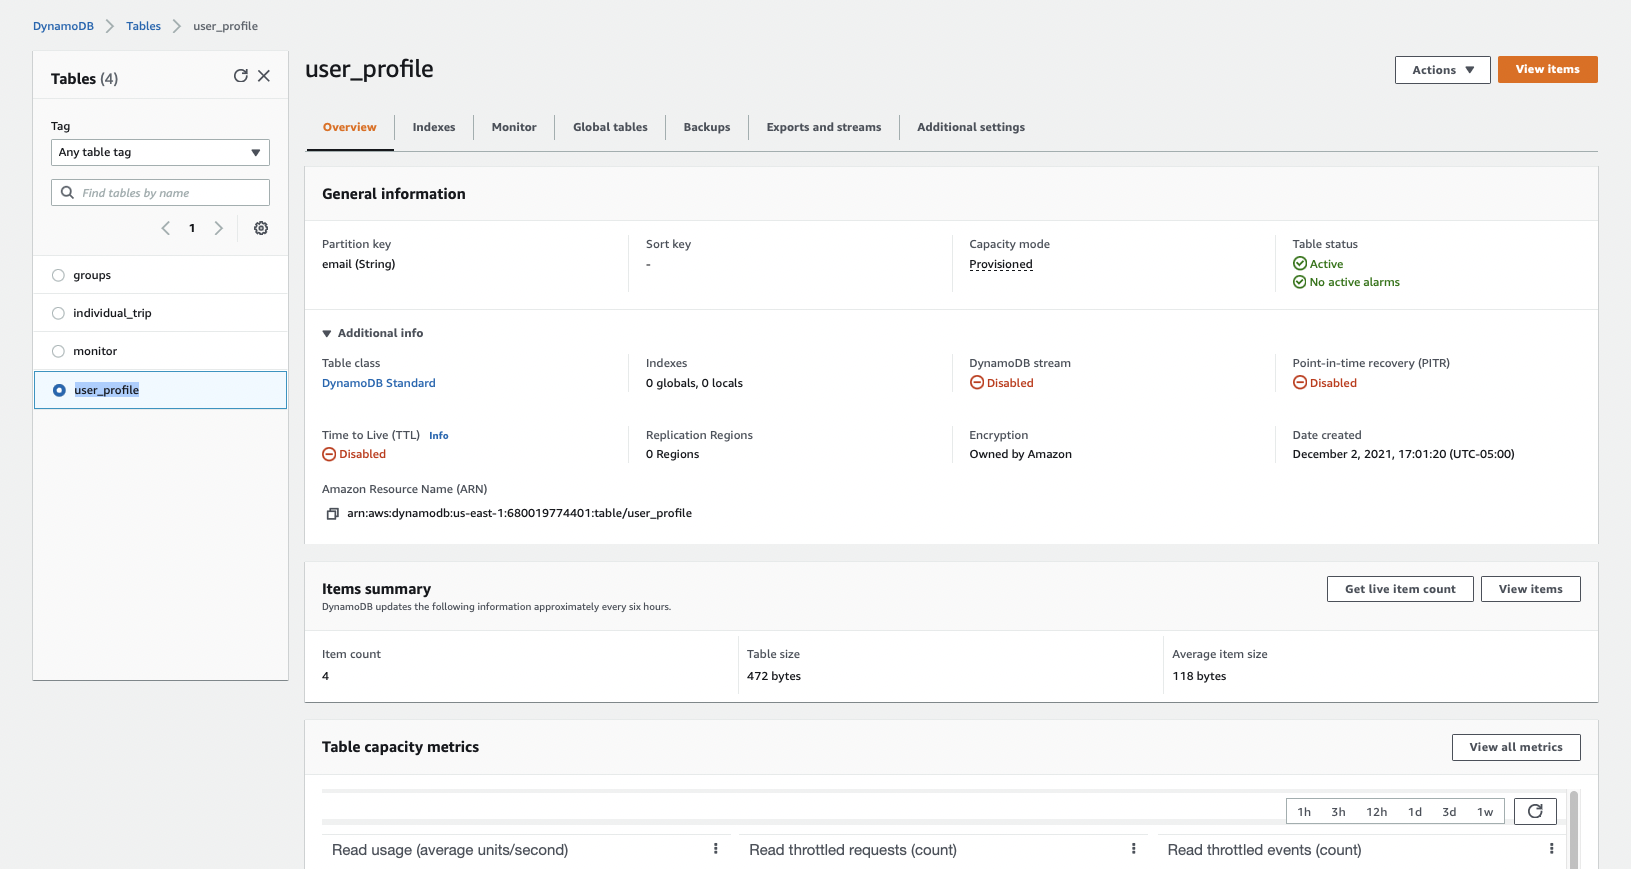 DynamoDB > Tables > user_profile
Tables (4)
Tag
Any table tag
Find tables by name
1
groups
individual_trip
monitor
user_profile
user_profile
Actions
View items
Overview
Indexes
Monitor
Global tables
Backups
Exports and streams
Additional settings
General information
Partition key
email (String)
Sort key
-
Capacity mode
Provisioned
Table status
Active
No active alarms
Additional info
Table class
DynamoDB Standard
Indexes
0 globals, 0 locals
DynamoDB stream
Disabled
Point-in-time recovery (PITR)
Disabled
Time to Live (TTL) Info
Disabled
Replication Regions
0 Regions
Encryption
Owned by Amazon
Date created
December 2, 2021, 17:01:20 (UTC-05:00)
Amazon Resource Name (ARN)
arn:aws:dynamodb:us-east-1:680019774401:table/user_profile
Items summary
DynamoDB updates the following information approximately every six hours.
Get live item count
View items
Item count
4
Table size
472 bytes
Average item size
118 bytes
Table capacity metrics
View all metrics
1h 3h 12h 1d 3d 1w
Read usage (average units/second)
Read throttled requests (count)
Read throttled events (count)